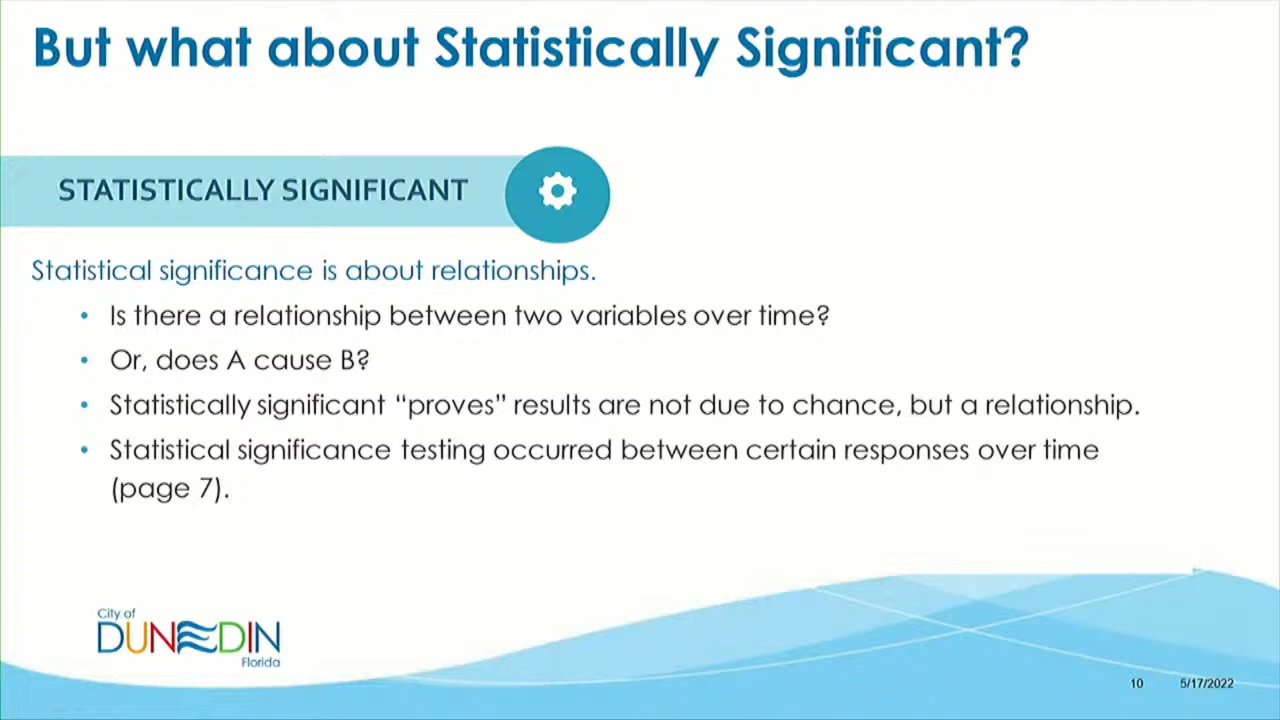 But what about Statistically Significant?
STATISTICALLY SIGNIFICANT
Statistical significance is about relationships.
• Is there a relationship between two variables over time?
• Or, does A cause B?
• Statistically significant “proves” results are not due to chance, but a relationship.
• Statistical significance testing occurred between certain responses over time
(page 7).
City of
DUNEDIN
Florida
10 5/17/2022